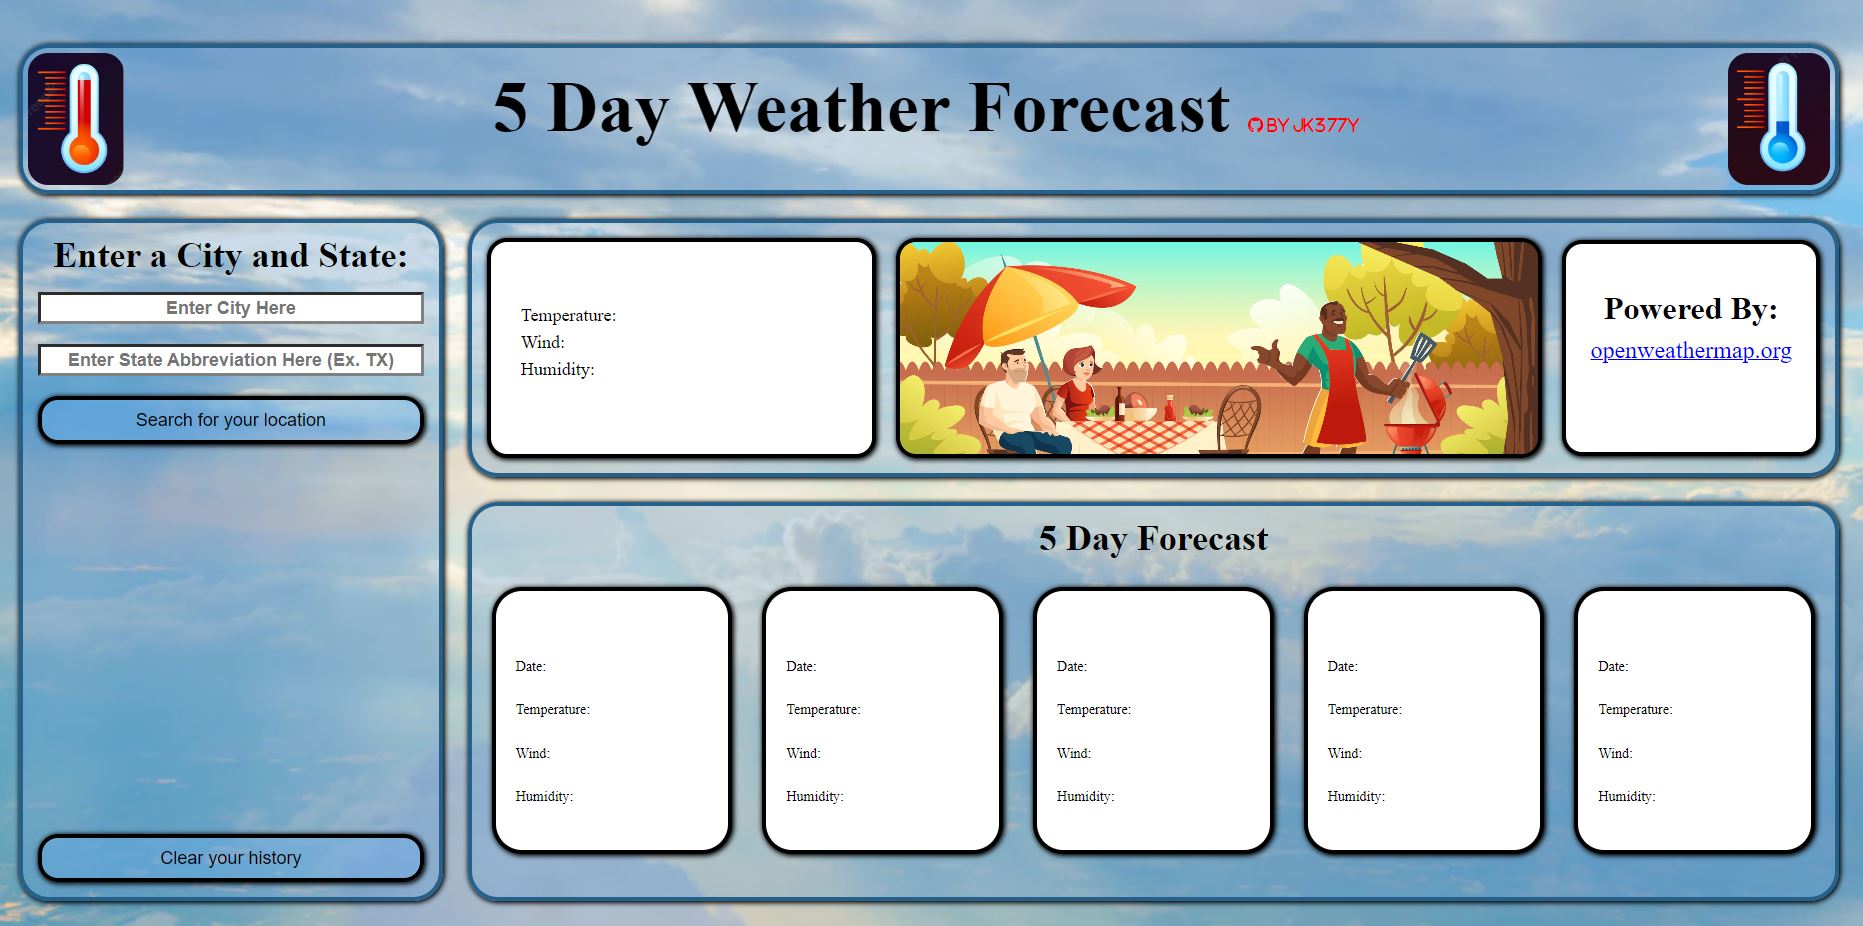 5 Day Weather Forecast BY JK377Y
Enter a City and State:
Enter City Here
Enter State Abbreviation Here (Ex. TX)
Search for your location
Clear your history
Temperature:
Wind:
Humidity:
Powered By:
openweathermap.org
5 Day Forecast
Date:
Temperature:
Wind:
Humidity:
Date:
Temperature:
Wind:
Humidity:
Date:
Temperature:
Wind:
Humidity:
Date:
Temperature:
Wind:
Humidity:
Date:
Temperature:
Wind:
Humidity: